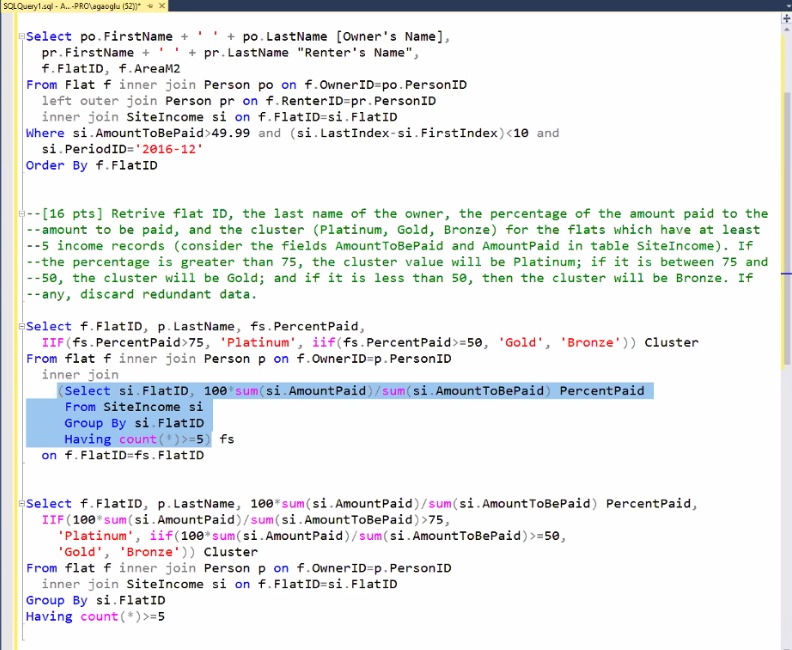 SQLQuery1.sql - A...-PRO\agaoglu (52))*
Select po.FirstName + ' ' + po.LastName [Owner's Name],
pr.FirstName + ' ' + pr.LastName "Renter's Name",
f.FlatID, f.AreaM2
From Flat f inner join Person po on f.OwnerID=po.PersonID
left outer join Person pr on f.RenterID=pr.PersonID
inner join SiteIncome si on f.FlatID=si.FlatID
Where si.AmountToBePaid>49.99 and (si.LastIndex-si.FirstIndex)<10 and
si.PeriodID='2016-12'
Order By f.FlatID
--[16 pts] Retrive flat ID, the last name of the owner, the percentage of the amount paid to the
--amount to be paid, and the cluster (Platinum, Gold, Bronze) for the flats which have at least
--5 income records (consider the fields AmountToBePaid and AmountPaid in table SiteIncome). If
--the percentage is greater than 75, the cluster value will be Platinum; if it is between 75 and
--50, the cluster will be Gold; and if it is less than 50, then the cluster will be Bronze. If
--any, discard redundant data.
Select f.FlatID, p.LastName, fs.PercentPaid,
IIF(fs.PercentPaid>75, 'Platinum', iif(fs.PercentPaid>=50, 'Gold', 'Bronze')) Cluster
From flat f inner join Person p on f.OwnerID=p.PersonID
inner join
(Select si.FlatID, 100*sum(si.AmountPaid)/sum(si.AmountToBePaid) PercentPaid
From SiteIncome si
Group By si.FlatID
Having count(*)>=5) fs
on f.FlatID=fs.FlatID
Select f.FlatID, p.LastName, 100*sum(si.AmountPaid)/sum(si.AmountToBePaid) PercentPaid,
IIF(100*sum(si.AmountPaid)/sum(si.AmountToBePaid)>75,
'Platinum', iif(100*sum(si.AmountPaid)/sum(si.AmountToBePaid)>=50,
'Gold', 'Bronze')) Cluster
From flat f inner join Person p on f.OwnerID=p.PersonID
inner join SiteIncome si on f.FlatID=si.FlatID
Group By si.FlatID
Having count(*)>=5